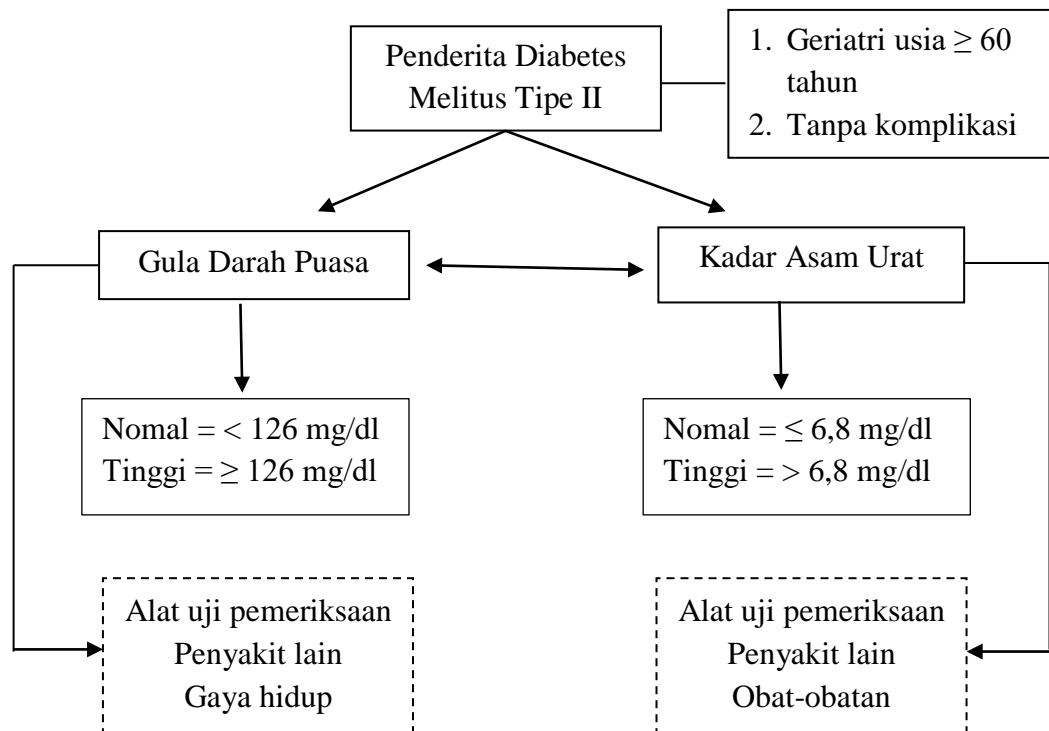 Penderita Diabetes
Melitus Tipe II
1. Geriatri usia ≥ 60
tahun
2. Tanpa komplikasi
Gula Darah Puasa
Kadar Asam Urat
Nomal = < 126 mg/dl
Tinggi = ≥ 126 mg/dl
Nomal = ≤ 6,8 mg/dl
Tinggi = > 6,8 mg/dl
Alat uji pemeriksaan
Penyakit lain
Gaya hidup
Alat uji pemeriksaan
Penyakit lain
Obat-obatan